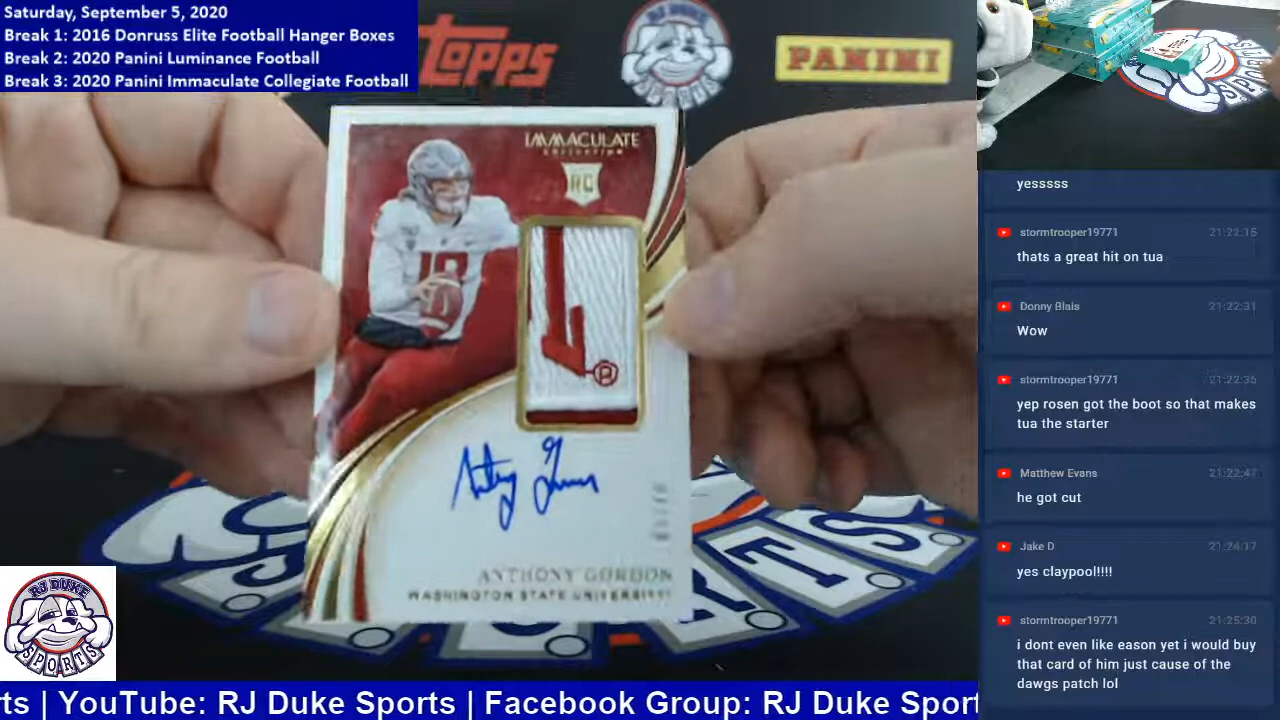 Saturday, September 5, 2020
Break 1: 2016 Donruss Elite Football Hanger Boxes
Break 2: 2020 Panini Luminance Football
Break 3: 2020 Panini Immaculate Collegiate Football
TOPPS
RJ DUKE
SPORTS
PANINI
IMMACULATE
COLLECTION
RC
18
R
ANTHONY GORDON
WASHINGTON STATE UNIVERSITY
yesssss
stormtrooper19771 21:22:15
thats a great hit on tua
Donny Blais 21:22:31
Wow
stormtrooper19771 21:22:35
yep rosen got the boot so that makes
tua the starter
Matthew Evans 21:22:47
he got cut
Jake D 21:24:17
yes claypool!!!!
stormtrooper19771 21:25:30
i dont even like eason yet i would buy
that card of him just cause of the
dawgs patch lol
RJ DUKE
SPORTS
ts | YouTube: RJ Duke Sports | Facebook Group: RJ Duke Sport